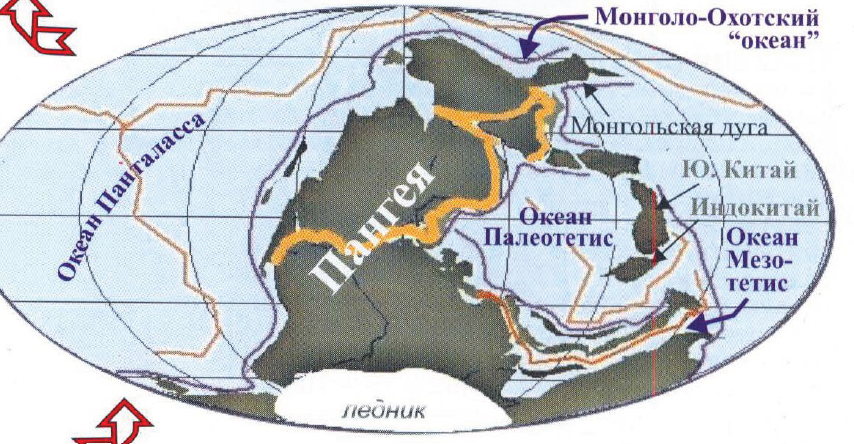 Монголо-Охотский
“океан”
Монгольская дуга
Океан Панталасса
Пангея
Ю. Китай
Индокитай
Океан
Палеотетис
Океан
Мезо-
тетис
ледник